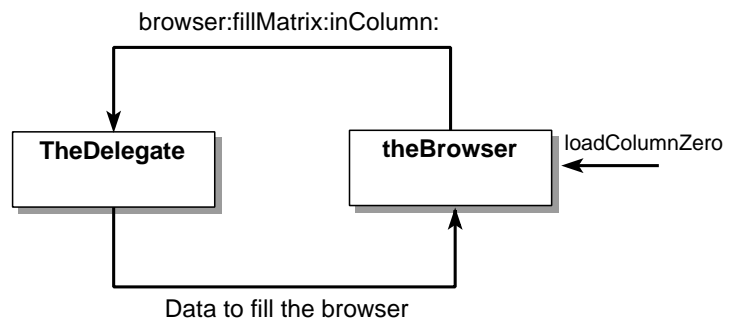 browser:fillMatrix:inColumn:
TheDelegate
theBrowser
loadColumnZero
Data to fill the browser